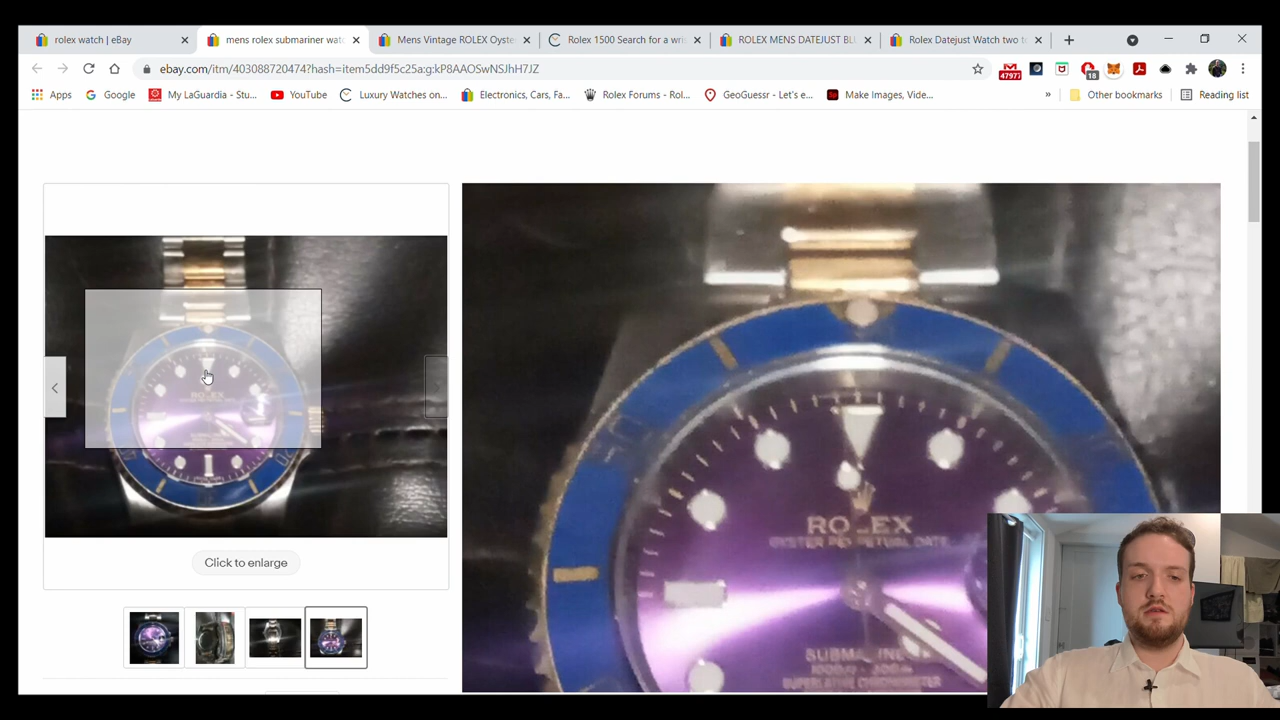 rolex watch | eBay
mens rolex submariner wat
Mens Vintage ROLEX Oyste
Rolex 1500 Search for a wri
ROLEX MENS DATEJUST BL
Rolex Datejust Watch two t
ebay.com/itm/403088720474?hash=item5dd9f5c25a:g:kP8AAOSwNSJhH7JZ
47977
18
Apps
Google
My LaGuardia - Stu...
YouTube
Luxury Watches on...
Electronics, Cars, Fa...
Rolex Forums - Rol...
GeoGuessr - Let's e...
Make Images, Vide...
»
Other bookmarks
Reading list
ROLEX
OYSTER PERPETUAL DATE
SUBMARINER
SUPERLATIVE CHRONOMETER
ROLEX
Click to enlarge